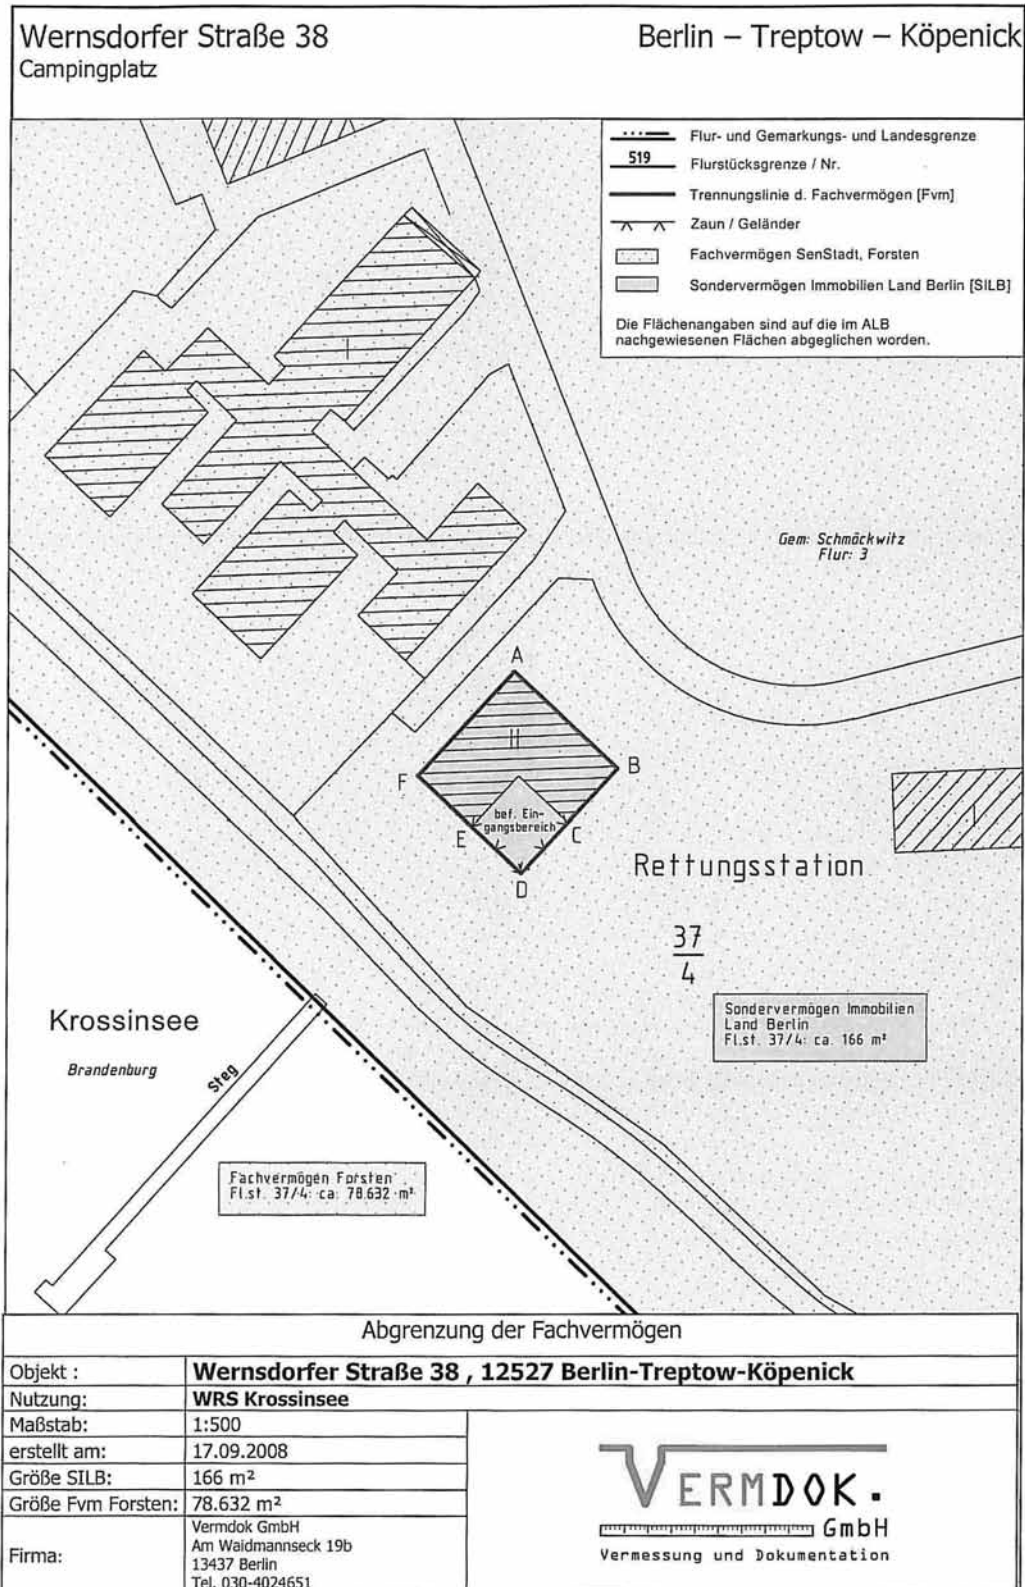 Wernsdorfer Straße 38
Berlin – Treptow – Köpenick
Campingplatz
Flur- und Gemarkungs- und Landesgrenze
519
Flurstücksgrenze / Nr.
Trennungslinie d. Fachvermögen [Fvm]
Zaun / Geländer
Fachvermögen SenStadt, Forsten
Sondervermögen Immobilien Land Berlin [SILB]
Die Flächenangaben sind auf die im ALB
nachgewiesenen Flächen abgeglichen worden.
I
Gem: Schmöckwitz
Flur: 3
A
II
B
F
bef. Ein-
gangsbereich
E
C
D
I
Rettungsstation
37
4
Sondervermögen Immobilien
Land Berlin
Fl.st. 37/4: ca. 166 m²
Krossinsee
Brandenburg
Steg
Fachvermögen Forsten
Fl.st. 37/4: ca. 78.632 m²
Abgrenzung der Fachvermögen
Objekt : Wernsdorfer Straße 38 , 12527 Berlin-Treptow-Köpenick
Nutzung: WRS Krossinsee
Maßstab: 1:500
erstellt am: 17.09.2008
Größe SILB: 166 m²
Größe Fvm Forsten: 78.632 m²
Firma:
Vermdok GmbH
Am Waidmannseck 19b
13437 Berlin
Tel. 030-4024651
VERMDOK.
GmbH
Vermessung und Dokumentation